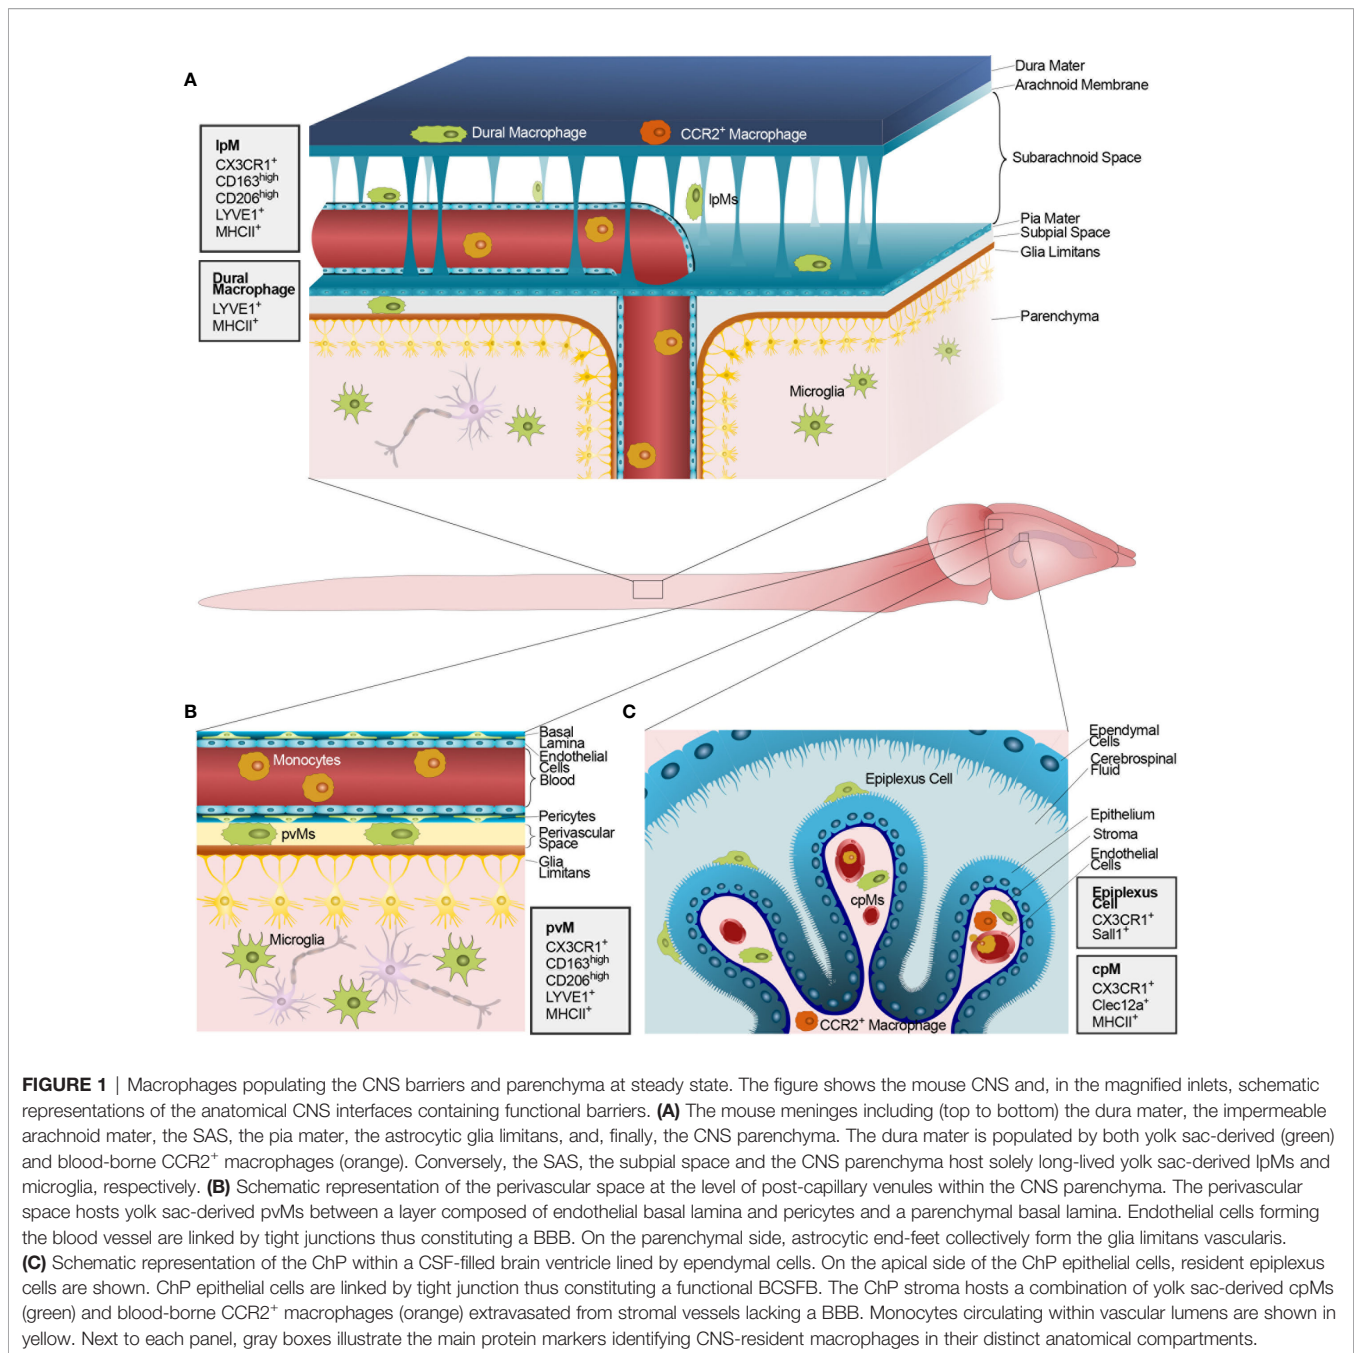 A
Dura Mater
Arachnoid Membrane
Dural Macrophage
CCR2⁺ Macrophage
Subarachnoid Space
lpM
CX3CR1⁺
CD163ʰⁱᵍʰ
CD206ʰⁱᵍʰ
LYVE1⁺
MHCII⁺
lpMs
Pia Mater
Subpial Space
Glia Limitans
Dural
Macrophage
LYVE1⁺
MHCII⁺
Parenchyma
Microglia
B
Basal
Lamina
Endothelial
Cells
Blood
Monocytes
Pericytes
pvMs
Perivascular
Space
Glia
Limitans
Microglia
pvM
CX3CR1⁺
CD163ʰⁱᵍʰ
CD206ʰⁱᵍʰ
LYVE1⁺
MHCII⁺
C
Ependymal
Cells
Cerebrospinal
Fluid
Epiplexus Cell
Epithelium
Stroma
Endothelial
Cells
cpMs
CCR2⁺ Macrophage
Epiplexus
Cell
CX3CR1⁺
Sall1⁺
cpM
CX3CR1⁺
Clec12a⁺
MHCII⁺
FIGURE 1 | Macrophages populating the CNS barriers and parenchyma at steady state. The figure shows the mouse CNS and, in the magnified inlets, schematic
representations of the anatomical CNS interfaces containing functional barriers. (A) The mouse meninges including (top to bottom) the dura mater, the impermeable
arachnoid mater, the SAS, the pia mater, the astrocytic glia limitans, and, finally, the CNS parenchyma. The dura mater is populated by both yolk sac-derived (green)
and blood-borne CCR2⁺ macrophages (orange). Conversely, the SAS, the subpial space and the CNS parenchyma host solely long-lived yolk sac-derived lpMs and
microglia, respectively. (B) Schematic representation of the perivascular space at the level of post-capillary venules within the CNS parenchyma. The perivascular
space hosts yolk sac-derived pvMs between a layer composed of endothelial basal lamina and pericytes and a parenchymal basal lamina. Endothelial cells forming
the blood vessel are linked by tight junctions thus constituting a BBB. On the parenchymal side, astrocytic end-feet collectively form the glia limitans vascularis.
(C) Schematic representation of the ChP within a CSF-filled brain ventricle lined by ependymal cells. On the apical side of the ChP epithelial cells, resident epiplexus
cells are shown. ChP epithelial cells are linked by tight junction thus constituting a functional BCSFB. The ChP stroma hosts a combination of yolk sac-derived cpMs
(green) and blood-borne CCR2⁺ macrophages (orange) extravasated from stromal vessels lacking a BBB. Monocytes circulating within vascular lumens are shown in
yellow. Next to each panel, gray boxes illustrate the main protein markers identifying CNS-resident macrophages in their distinct anatomical compartments.